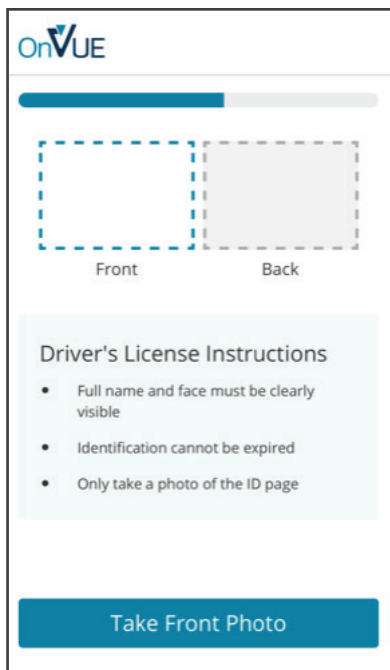 OnVUE
Front Back
Driver's License Instructions
• Full name and face must be clearly
visible
• Identification cannot be expired
• Only take a photo of the ID page
Take Front Photo